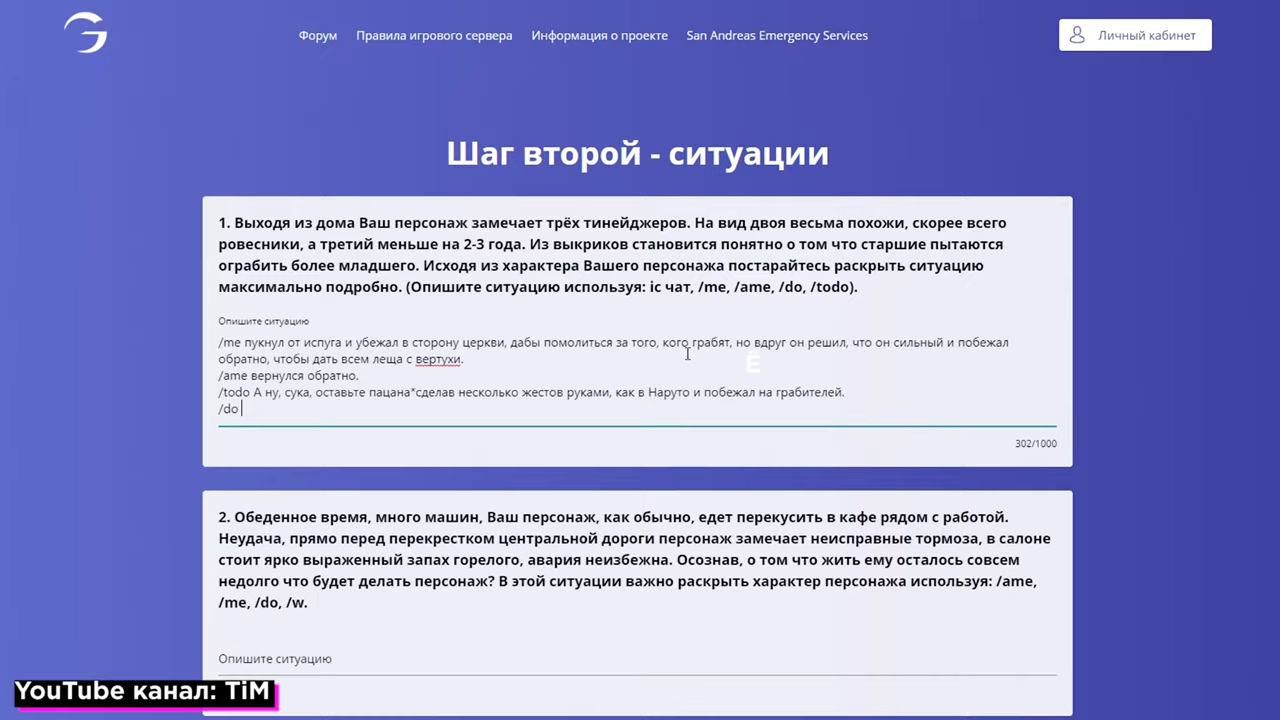 Форум Правила игрового сервера Информация о проекте San Andreas Emergency Services Личный кабинет
Шаг второй - ситуации
1. Выходя из дома Ваш персонаж замечает трёх тинейджеров. На вид двоя весьма похожи, скорее всего
ровесники, а третий меньше на 2-3 года. Из выкриков становится понятно о том что старшие пытаются
ограбить более младшего. Исходя из характера Вашего персонажа постарайтесь раскрыть ситуацию
максимально подробно. (Опишите ситуацию используя: ic чат, /me, /ame, /do, /todo).
Опишите ситуацию
/me пукнул от испуга и убежал в сторону церкви, дабы помолиться за того, кого грабят, но вдруг он решил, что он сильный и побежал
обратно, чтобы дать всем леща с вертухи.
Ё
/ame вернулся обратно.
/todo А ну, сука, оставьте пацана*сделав несколько жестов руками, как в Наруто и побежал на грабителей.
/do
302/1000
2. Обеденное время, много машин, Ваш персонаж, как обычно, едет перекусить в кафе рядом с работой.
Неудача, прямо перед перекрестком центральной дороги персонаж замечает неисправные тормоза, в салоне
стоит ярко выраженный запах горелого, авария неизбежна. Осознав, о том что жить ему осталось совсем
недолго что будет делать персонаж? В этой ситуации важно раскрыть характер персонажа используя: /ame,
/me, /do, /w.
Опишите ситуацию
YouTube канал: TiM